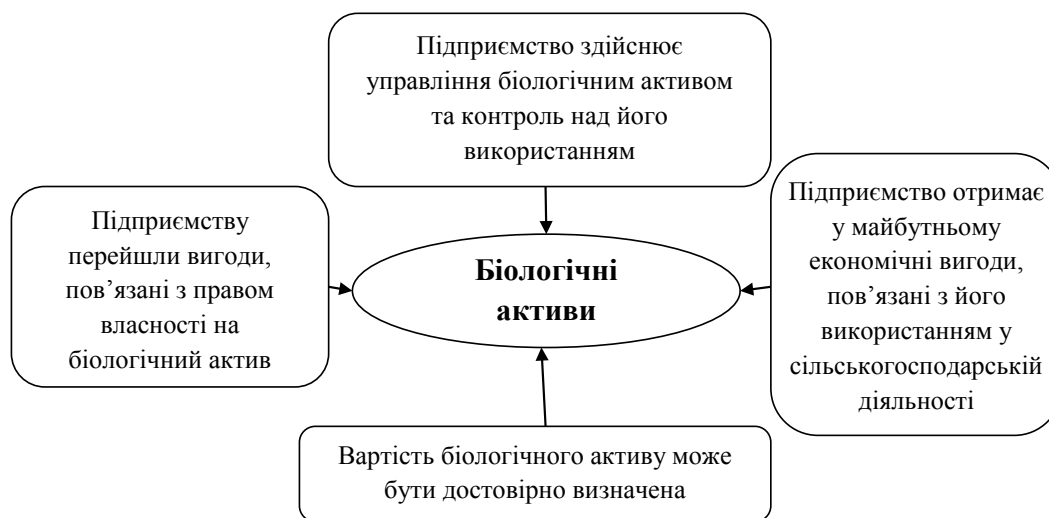 Підприємство здійснює
управління біологічним активом
та контроль над його
використанням
Підприємству
перейшли вигоди,
пов’язані з правом
власності на
біологічний актив
Біологічні
активи
Підприємство отримає
у майбутньому
економічні вигоди,
пов’язані з його
використанням у
сільськогосподарській
діяльності
Вартість біологічного активу може
бути достовірно визначена